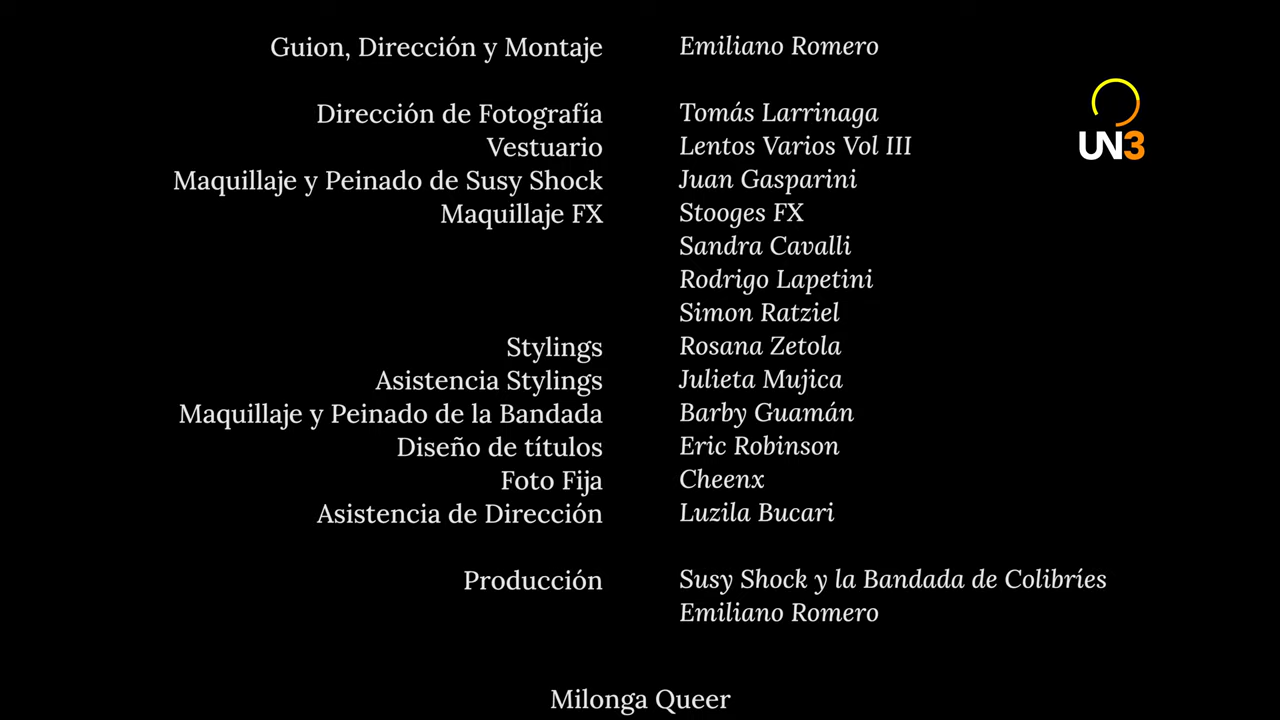 Guion, Dirección y Montaje Emiliano Romero
Dirección de Fotografía Tomás Larrinaga
Vestuario Lentos Varios Vol III
Maquillaje y Peinado de Susy Shock Juan Gasparini
Maquillaje FX Stooges FX
Sandra Cavalli
Rodrigo Lapetini
Simon Ratziel
Stylings Rosana Zetola
Asistencia Stylings Julieta Mujica
Maquillaje y Peinado de la Bandada Barby Guamán
Diseño de títulos Eric Robinson
Foto Fija Cheenx
Asistencia de Dirección Luzila Bucari
Producción Susy Shock y la Bandada de Colibríes
Emiliano Romero
Milonga Queer
UN3